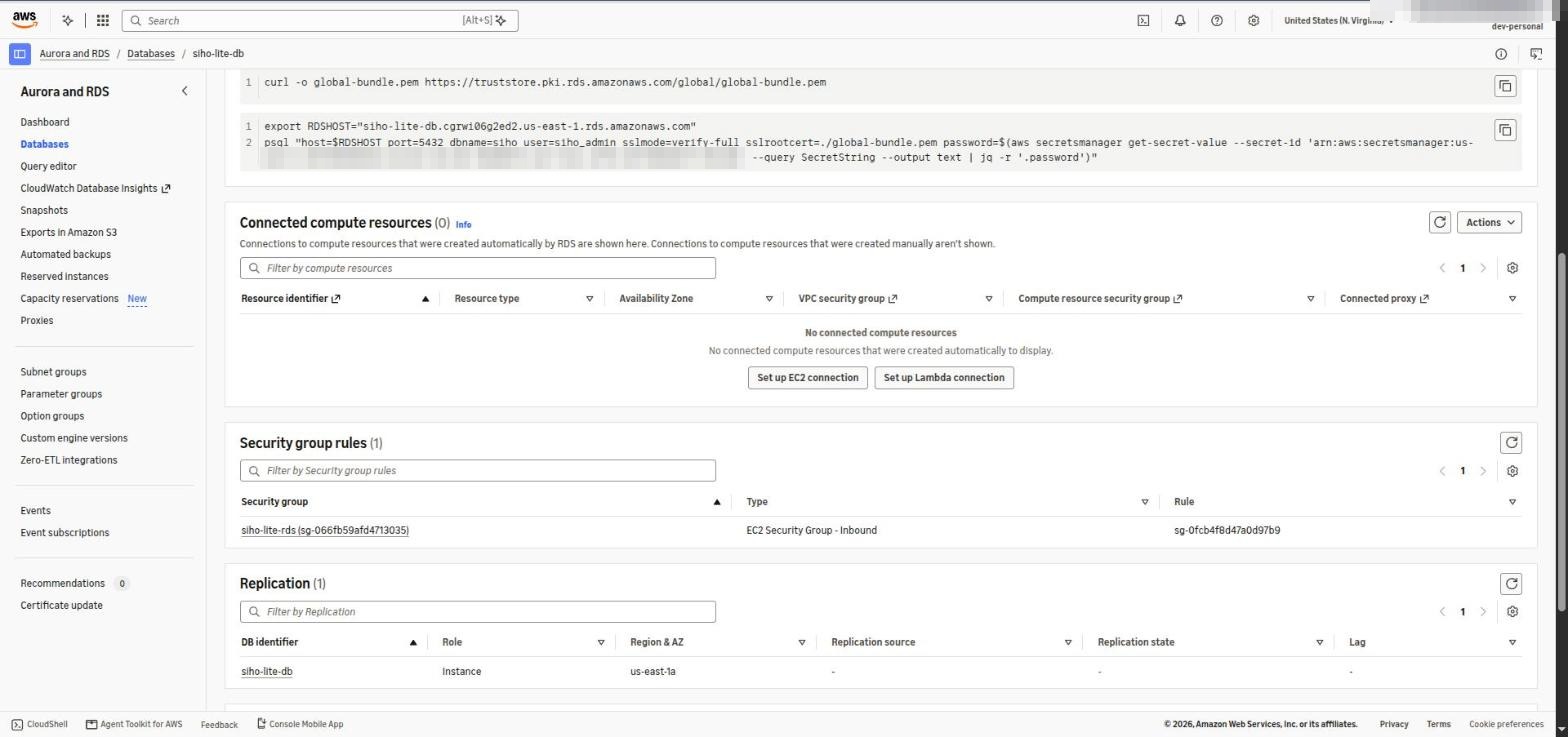 aws
Search [Alt+S]
United States (N. Virginia)
dev-personal
Aurora and RDS / Databases / siho-lite-db
Aurora and RDS
Dashboard
Databases
Query editor
CloudWatch Database Insights
Snapshots
Exports in Amazon S3
Automated backups
Reserved instances
Capacity reservations New
Proxies
Subnet groups
Parameter groups
Option groups
Custom engine versions
Zero-ETL integrations
Events
Event subscriptions
Recommendations 0
Certificate update
1 curl -o global-bundle.pem https://truststore.pki.rds.amazonaws.com/global/global-bundle.pem
1 export RDSHOST="siho-lite-db.cgrwi06g2ed2.us-east-1.rds.amazonaws.com"
2 psql "host=$RDSHOST port=5432 dbname=siho user=siho_admin sslmode=verify-full sslrootcert=./global-bundle.pem password=$(aws secretsmanager get-secret-value --secret-id 'arn:aws:secretsmanager:us-
--query SecretString --output text | jq -r '.password')"
Connected compute resources (0) Info
Actions
Connections to compute resources that were created automatically by RDS are shown here. Connections to compute resources that were created manually aren't shown.
Filter by compute resources
1
Resource identifier Resource type Availability Zone VPC security group Compute resource security group Connected proxy
No connected compute resources
No connected compute resources that were created automatically to display.
Set up EC2 connection Set up Lambda connection
Security group rules (1)
Filter by Security group rules
1
Security group Type Rule
siho-lite-rds (sg-066fb59afd4713035) EC2 Security Group - Inbound sg-0fcb4f8d47a0d97b9
Replication (1)
Filter by Replication
1
DB identifier Role Region & AZ Replication source Replication state Lag
siho-lite-db Instance us-east-1a - - -
CloudShell Agent Toolkit for AWS Feedback Console Mobile App
© 2026, Amazon Web Services, Inc. or its affiliates. Privacy Terms Cookie preferences